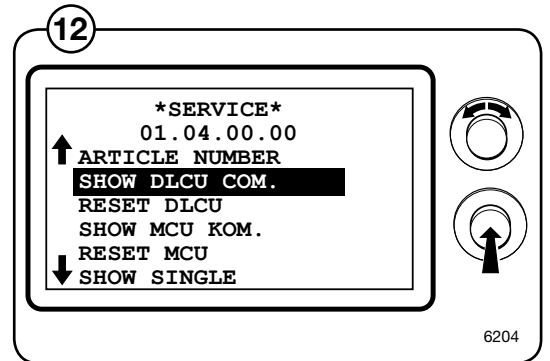 12
*SERVICE*
01.04.00.00
ARTICLE NUMBER
SHOW DLCU COM.
RESET DLCU
SHOW MCU KOM.
RESET MCU
SHOW SINGLE
6204